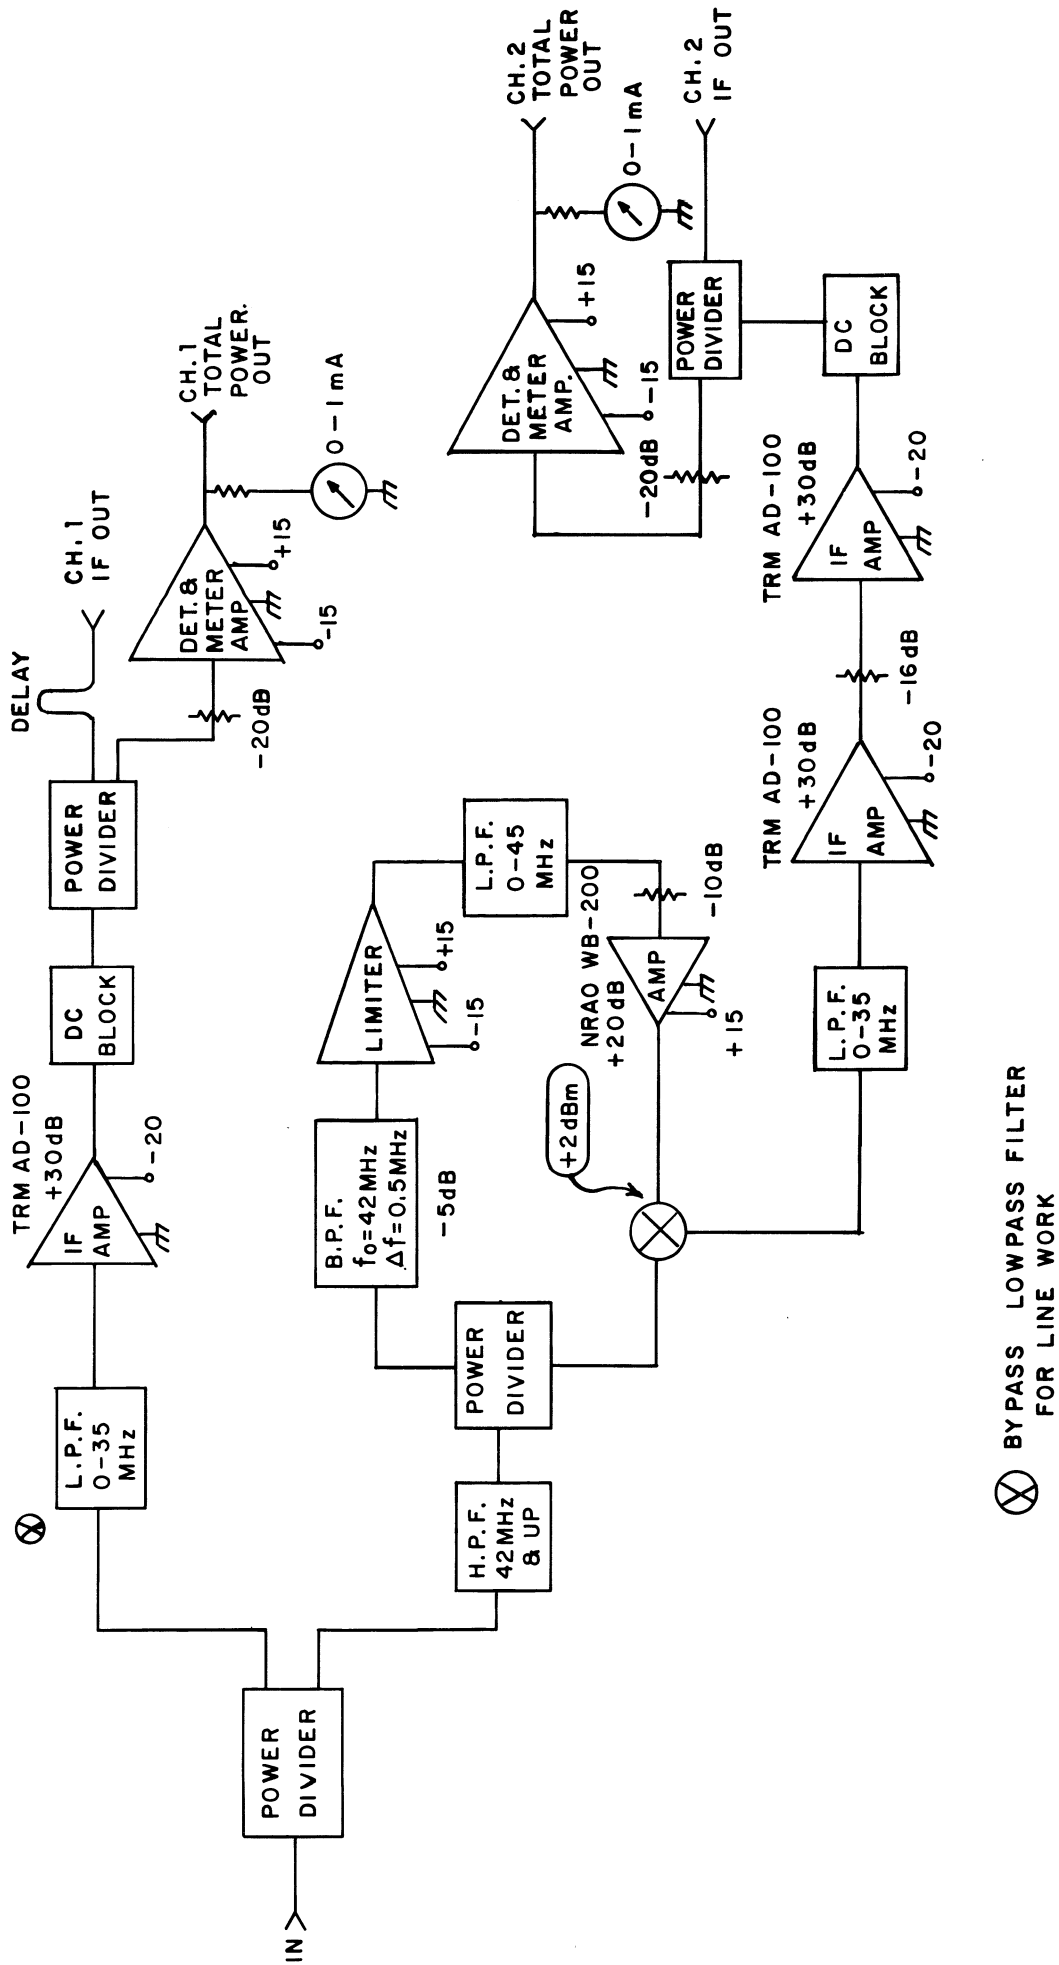 IN
POWER
DIVIDER
L.P.F.
0-35
MHz
TRM AD-100
+30dB
IF
AMP
-20
DC
BLOCK
POWER
DIVIDER
DELAY
CH.1
IF OUT
-20dB
DET.&
METER
AMP
-15
+15
CH.1
TOTAL
POWER.
OUT
0-1mA
H.P.F.
42MHz
& UP
POWER
DIVIDER
B.P.F.
fo=42MHz
Δf=0.5MHz
-5dB
LIMITER
-15
+15
L.P.F.
0-45
MHz
-10dB
NRAO WB-200
+20dB
AMP
+15
+2dBm
L.P.F.
0-35
MHz
TRM AD-100
+30dB
IF
AMP
-20
-16dB
TRM AD-100
+30dB
IF
AMP
-20
DC
BLOCK
POWER
DIVIDER
-20dB
DET.&
METER
AMP.
-15
+15
CH.2
TOTAL
POWER
OUT
0-1mA
CH.2
IF OUT
BYPASS LOWPASS FILTER
FOR LINE WORK